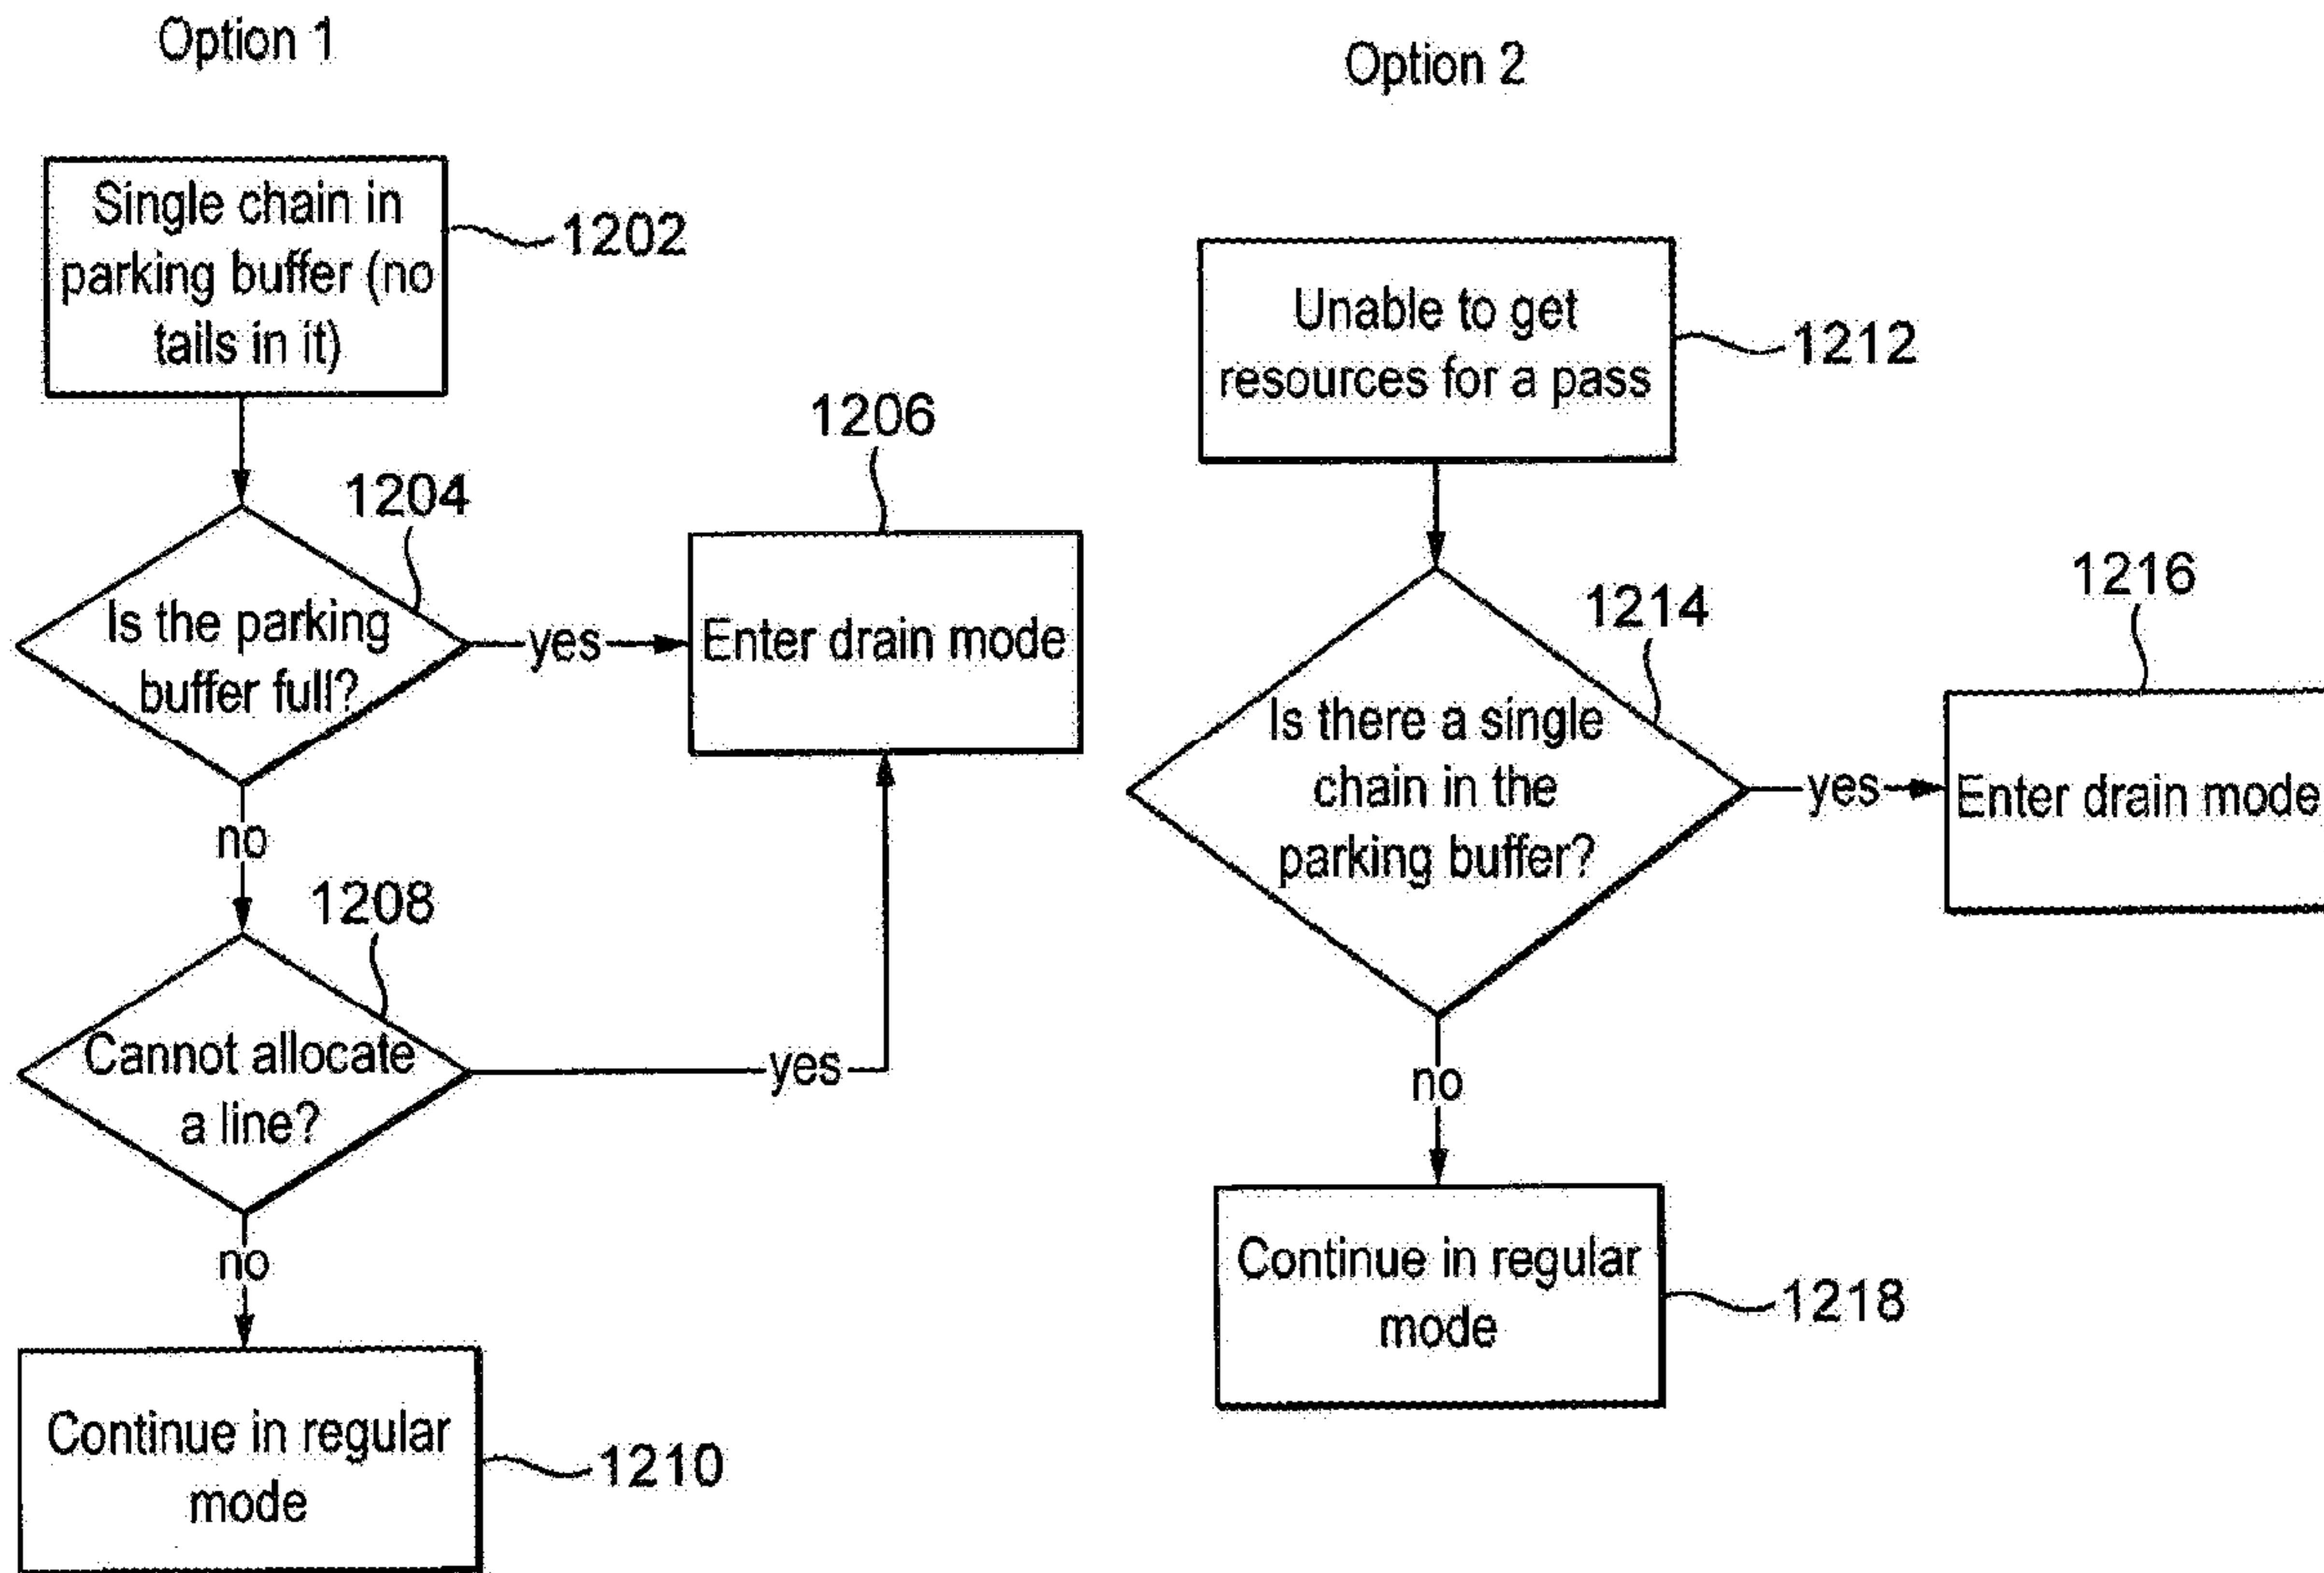 Option 1
Single chain in
parking buffer (no
tails in it)
1202
1204
Is the parking
buffer full?
yes
1206
Enter drain mode
no
1208
Cannot allocate
a line?
yes
no
Continue in regular
mode
1210
Option 2
Unable to get
resources for a pass
1212
1214
Is there a single
chain in the
parking buffer?
yes
1216
Enter drain mode
no
Continue in regular
mode
1218